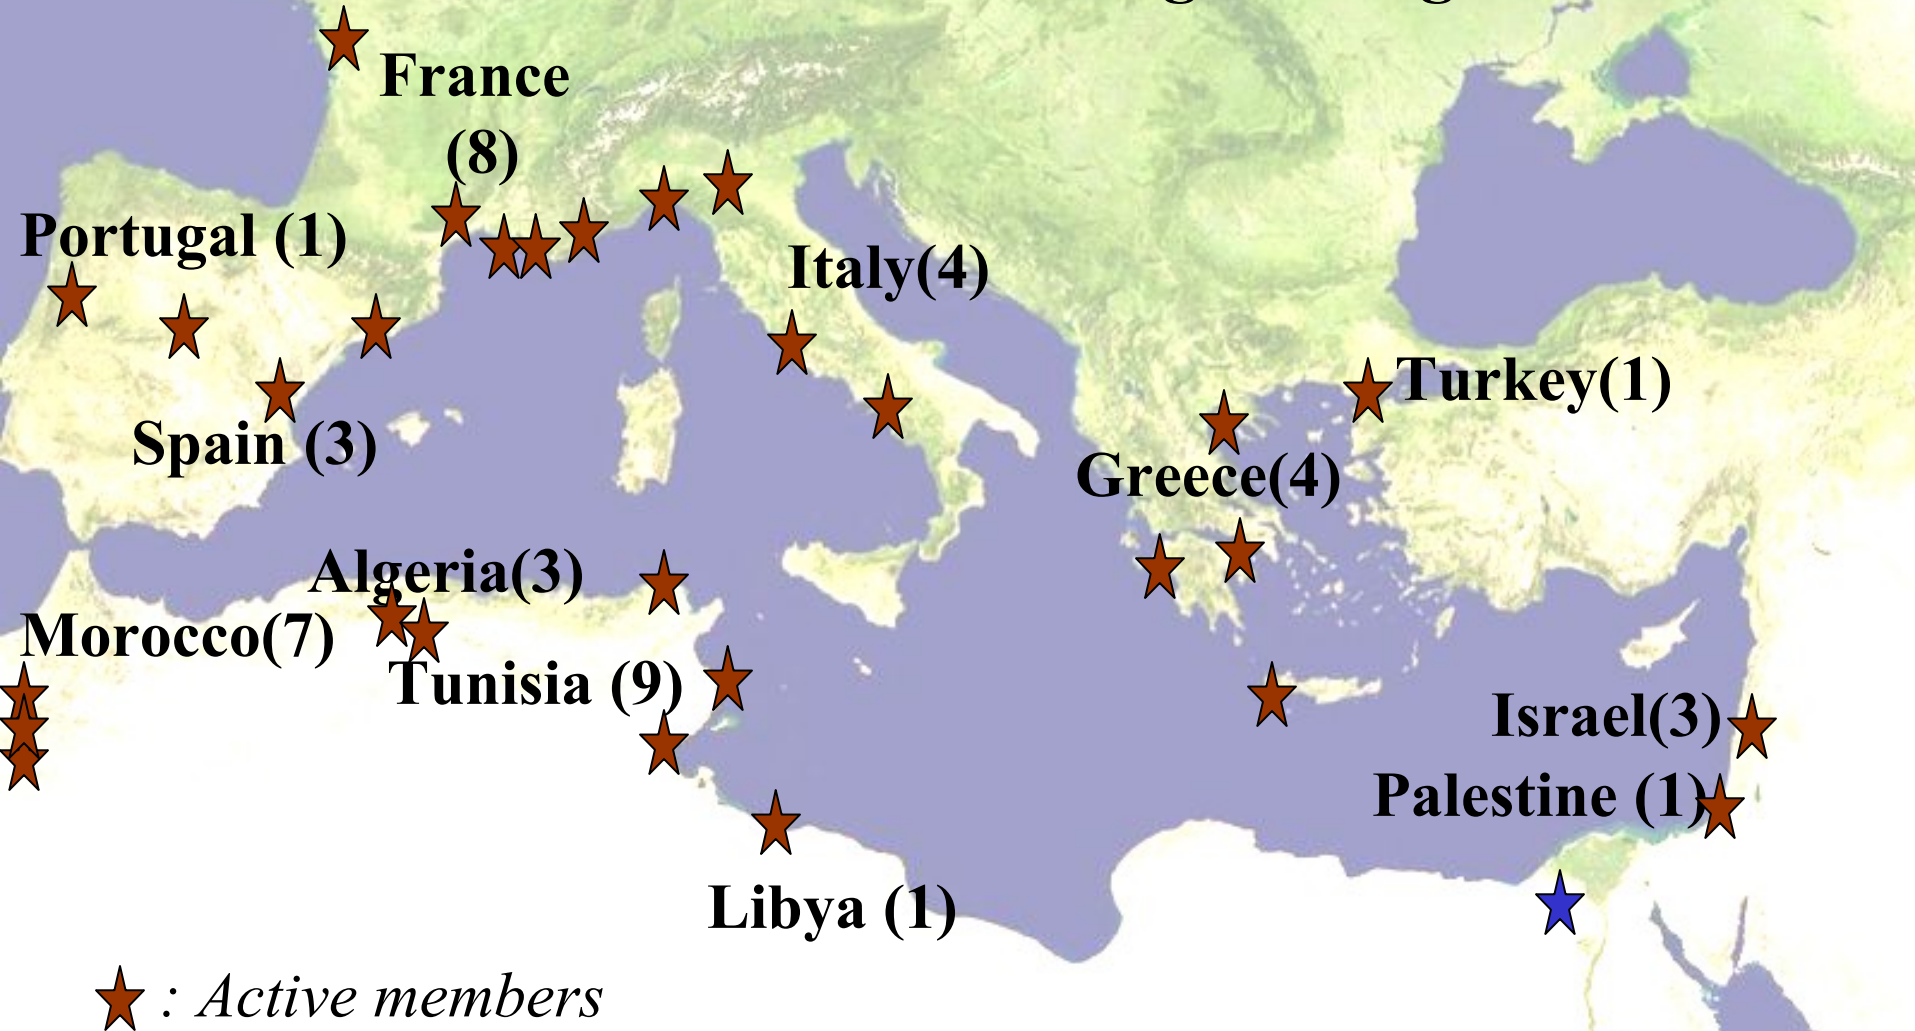 France
(8)
Portugal (1)
Italy(4)
Turkey(1)
Spain (3)
Greece(4)
Algeria(3)
Morocco(7)
Tunisia (9)
Israel(3)
Palestine (1)
Libya (1)
: Active members